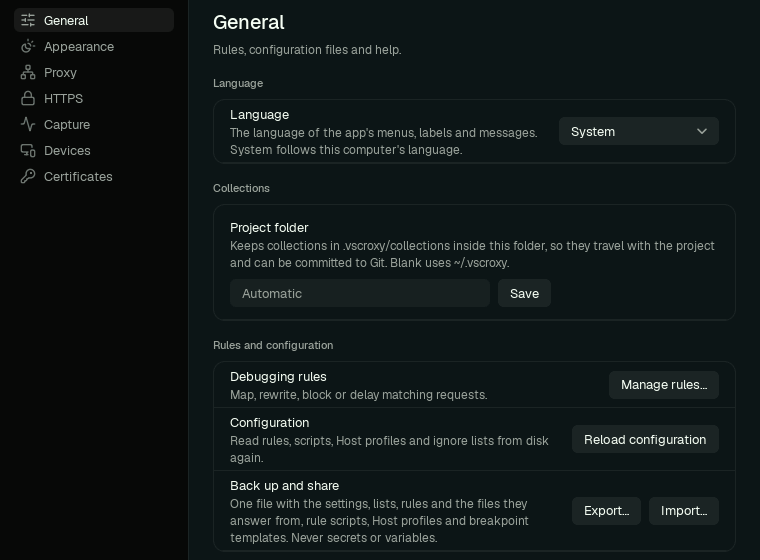 General
Appearance
Proxy
HTTPS
Capture
Devices
Certificates
General
Rules, configuration files and help.
Language
Language
The language of the app's menus, labels and messages.
System follows this computer's language.
System
Collections
Project folder
Keeps collections in .vscroxy/collections inside this folder, so they travel with the project
and can be committed to Git. Blank uses ~/.vscroxy.
Automatic
Save
Rules and configuration
Debugging rules
Map, rewrite, block or delay matching requests.
Manage rules...
Configuration
Read rules, scripts, Host profiles and ignore lists from disk
again.
Reload configuration
Back up and share
One file with the settings, lists, rules and the files they
answer from, rule scripts, Host profiles and breakpoint
templates. Never secrets or variables.
Export...
Import...